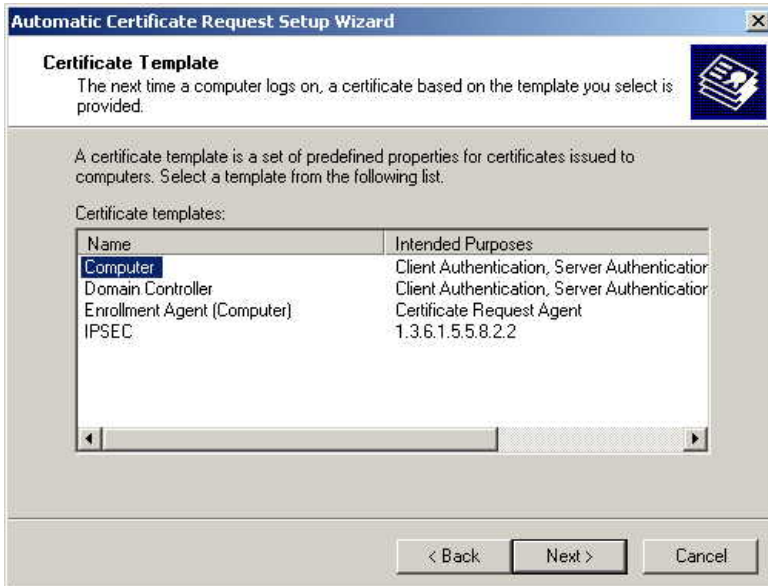 Automatic Certificate Request Setup Wizard
Certificate Template
The next time a computer logs on, a certificate based on the template you select is
provided.
A certificate template is a set of predefined properties for certificates issued to
computers. Select a template from the following list.
Certificate templates:
Name Intended Purposes
Computer Client Authentication, Server Authentication
Domain Controller Client Authentication, Server Authentication
Enrollment Agent (Computer) Certificate Request Agent
IPSEC 1.3.6.1.5.5.8.2.2
< Back Next > Cancel